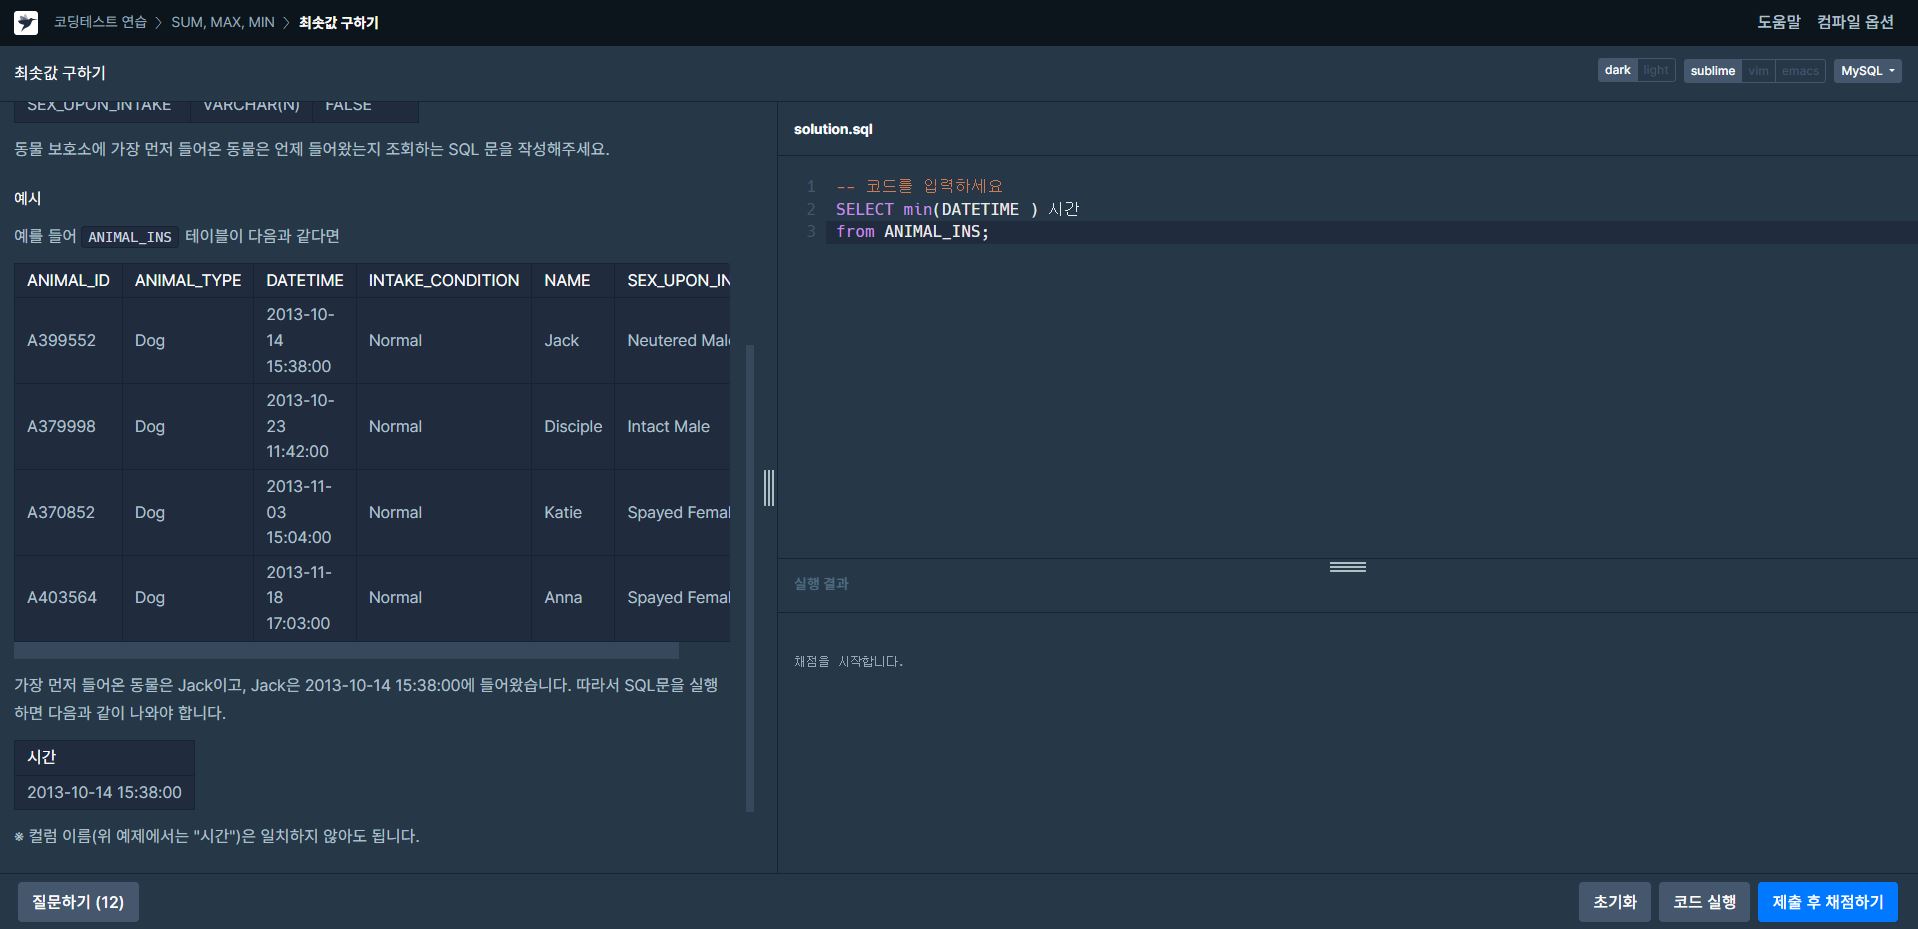 코딩테스트 연습 > SUM, MAX, MIN > 최솟값 구하기
도움말 컴파일 옵션
최솟값 구하기
dark light sublime vim emacs MySQL
SEX_UPON_INTAKE VARCHAR(N) FALSE
동물 보호소에 가장 먼저 들어온 동물은 언제 들어왔는지 조회하는 SQL 문을 작성해주세요.
예시
예를 들어 ANIMAL_INS 테이블이 다음과 같다면
ANIMAL_ID ANIMAL_TYPE DATETIME INTAKE_CONDITION NAME SEX_UPON_IN
A399552 Dog 2013-10-14 15:38:00 Normal Jack Neutered Mal
A379998 Dog 2013-10-23 11:42:00 Normal Disciple Intact Male
A370852 Dog 2013-11-03 15:04:00 Normal Katie Spayed Femal
A403564 Dog 2013-11-18 17:03:00 Normal Anna Spayed Femal
가장 먼저 들어온 동물은 Jack이고, Jack은 2013-10-14 15:38:00에 들어왔습니다. 따라서 SQL문을 실행
하면 다음과 같이 나와야 합니다.
시간
2013-10-14 15:38:00
※ 컬럼 이름(위 예제에서는 "시간")은 일치하지 않아도 됩니다.
solution.sql
1 -- 코드를 입력하세요
2 SELECT min(DATETIME ) 시간
3 from ANIMAL_INS;
실행 결과
채점을 시작합니다.
질문하기 (12)
초기화 코드 실행 제출 후 채점하기